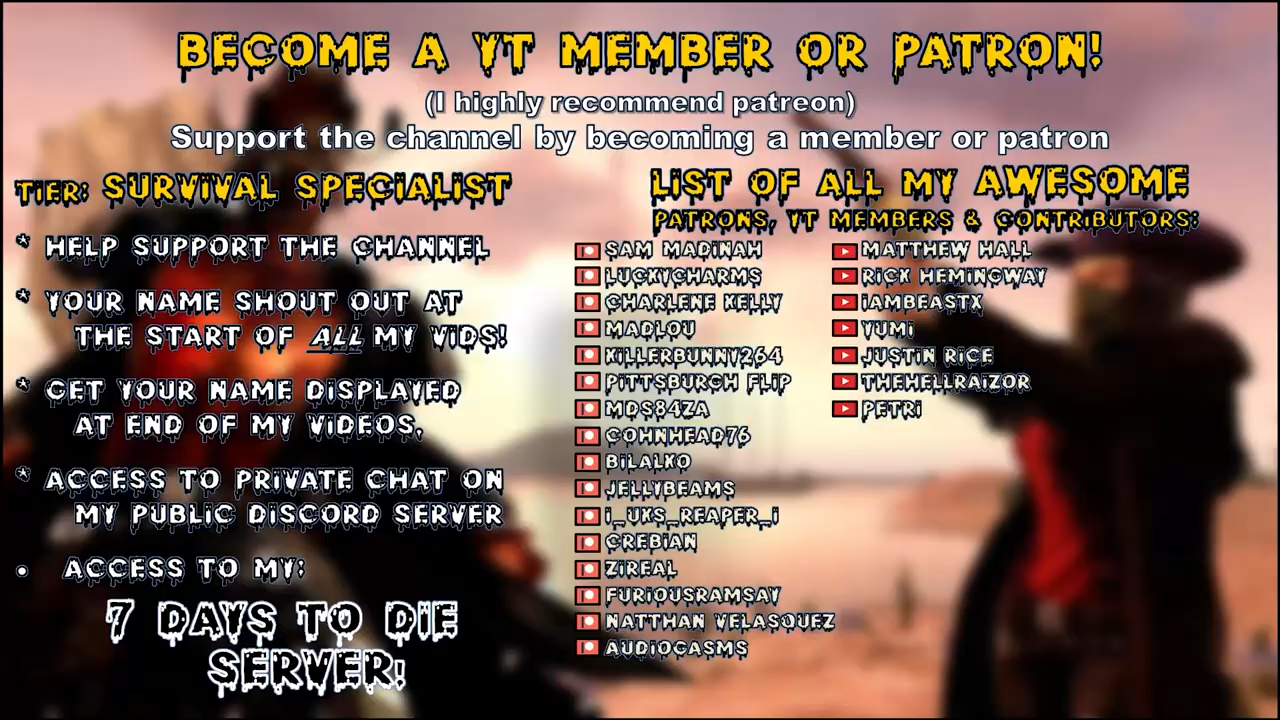 BECOME A YT MEMBER OR PATRON!
(I highly recommend patreon)
Support the channel by becoming a member or patron
TIER: SURVIVAL SPECIALIST
* HELP SUPPORT THE CHANNEL
* YOUR NAME SHOUT OUT AT
THE START OF ALL MY VIDS!
* GET YOUR NAME DISPLAYED
AT END OF MY VIDEOS.
* ACCESS TO PRIVATE CHAT ON
MY PUBLIC DISCORD SERVER
• ACCESS TO MY:
7 DAYS TO DIE
SERVER!
LIST OF ALL MY AWESOME
PATRONS, YT MEMBERS & CONTRIBUTORS:
SAM MADINAH
LUCKYCHARMS
CHARLENE KELLY
MADLOU
KILLERBUNNY264
PITTSBURGH FLIP
MDS84ZA
COHNHEAD76
BILALKO
JELLYBEAMS
I_UKS_REAPER_I
CREBIAN
ZIREAL
FURIOUSRAMSAY
NATTHAN VELASQUEZ
AUDIOGASMS
MATTHEW HALL
RICK HEMINGWAY
IAMBEASTX
YUMI
JUSTIN RICE
THEHELLRAIZOR
PETRI